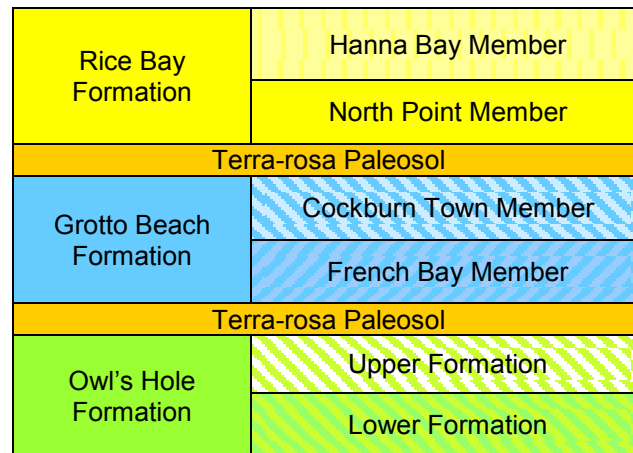 Rice Bay
Formation
Hanna Bay Member
North Point Member
Terra-rosa Paleosol
Grotto Beach
Formation
Cockburn Town Member
French Bay Member
Terra-rosa Paleosol
Owl's Hole
Formation
Upper Formation
Lower Formation